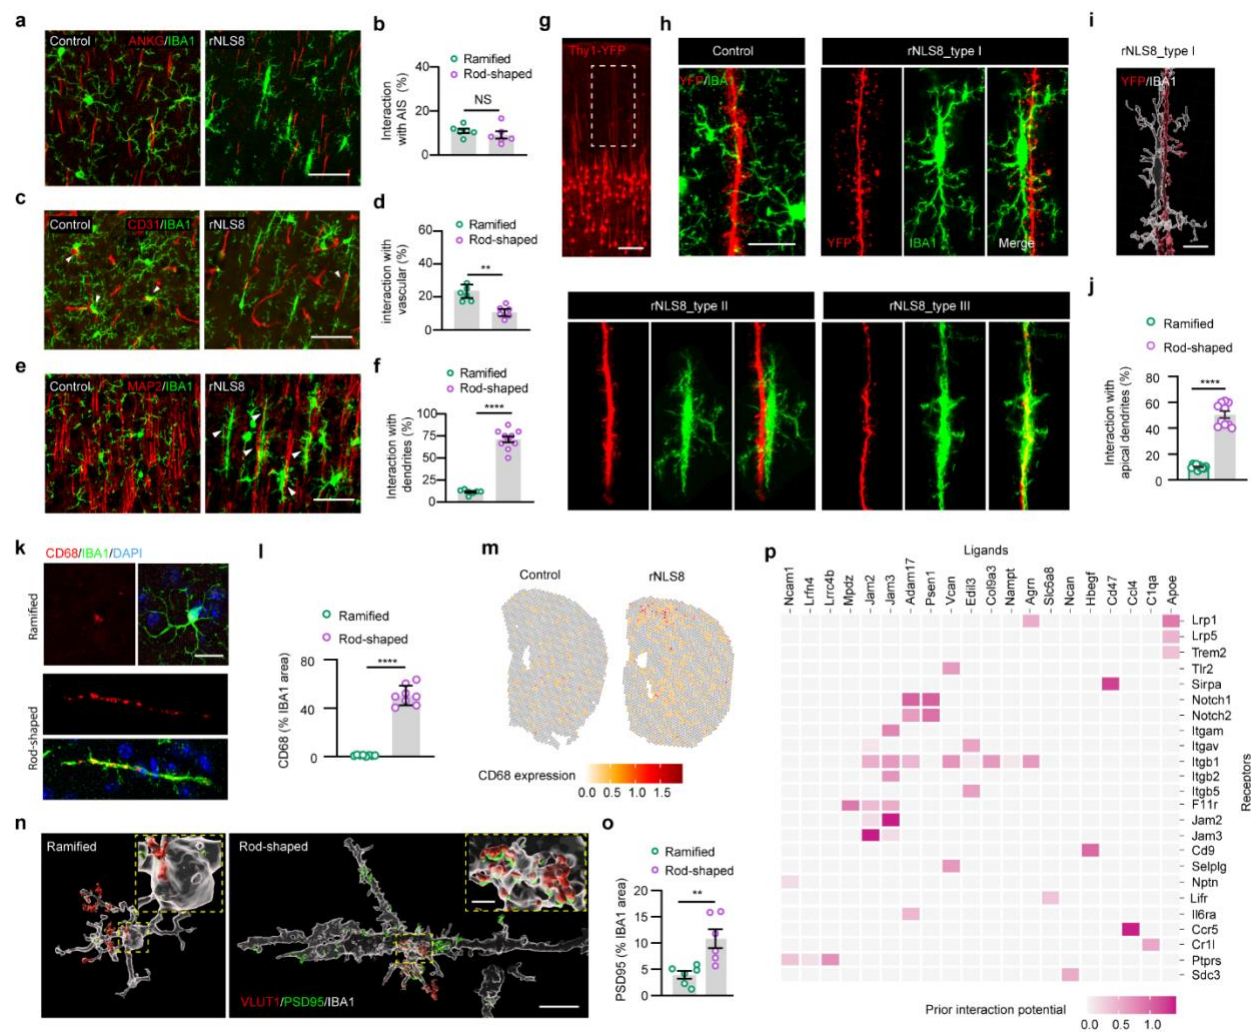 a
Control
ANKG/IBA1
rNLS8
b
Ramified
Rod-shaped
Interaction
with AIS (%)
40
20
0
NS
c
Control
CD31/IBA1
rNLS8
d
Ramified
Rod-shaped
interaction with
vascular (%)
60
40
20
0
**
e
Control
MAP2/IBA1
rNLS8
f
Ramified
Rod-shaped
Interaction with
dendrites (%)
100
75
50
25
0
****
g
Thy1-YFP
h
Control
rNLS8_type I
YFP/IBA1
YFP
IBA1
Merge
rNLS8_type II
rNLS8_type III
i
rNLS8_type I
YFP/IBA1
j
Ramified
Rod-shaped
Interaction with
apical dendrites (%)
80
60
40
20
0
****
k
CD68/IBA1/DAPI
Ramified
Rod-shaped
l
Ramified
Rod-shaped
CD68 (% IBA1 area)
80
40
0
****
m
Control
rNLS8
CD68 expression
0.0 0.5 1.0 1.5
n
Ramified
Rod-shaped
VLUT1/PSD95/IBA1
o
Ramified
Rod-shaped
PSD95 (% IBA1 area)
20
15
10
5
0
**
p
Ligands
Ncam1
Lrfn4
Lrrc4b
Mpdz
Jam2
Jam3
Adam17
Psen1
Vcan
Edil3
Col9a3
Nampt
Agrn
Slc6a8
Ncan
Hbegf
Cd47
Ccl4
C1qa
Apoe
Lrp1
Lrp5
Trem2
Tlr2
Sirpa
Notch1
Notch2
Itgam
Itgav
Itgb1
Itgb2
Itgb5
F11r
Jam2
Jam3
Cd9
Selplg
Nptn
Lifr
Il6ra
Ccr5
Cr1l
Ptprs
Sdc3
Receptors
Prior interaction potential
0.0 0.5 1.0